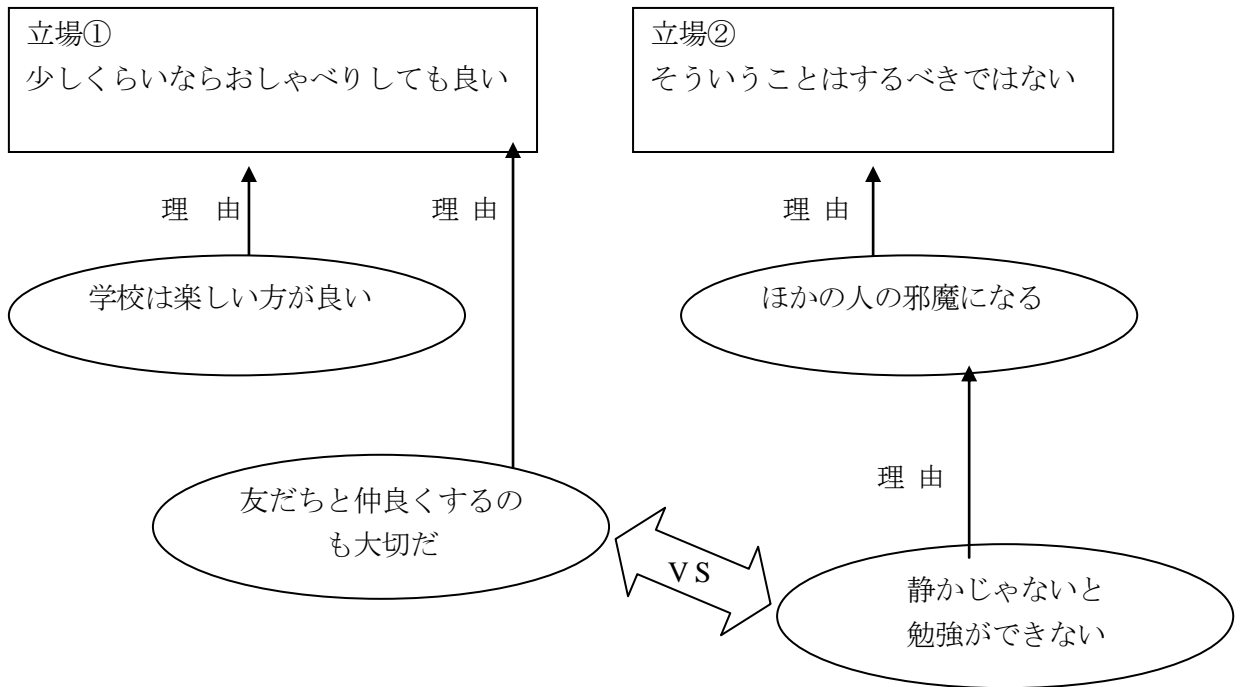 立場①
少しくらいならおしゃべりしても良い
立場②
そういうことはするべきではない
理　由
理 由
理 由
学校は楽しい方が良い
ほかの人の邪魔になる
理 由
友だちと仲良くするの
も大切だ
VS
静かじゃないと
勉強ができない